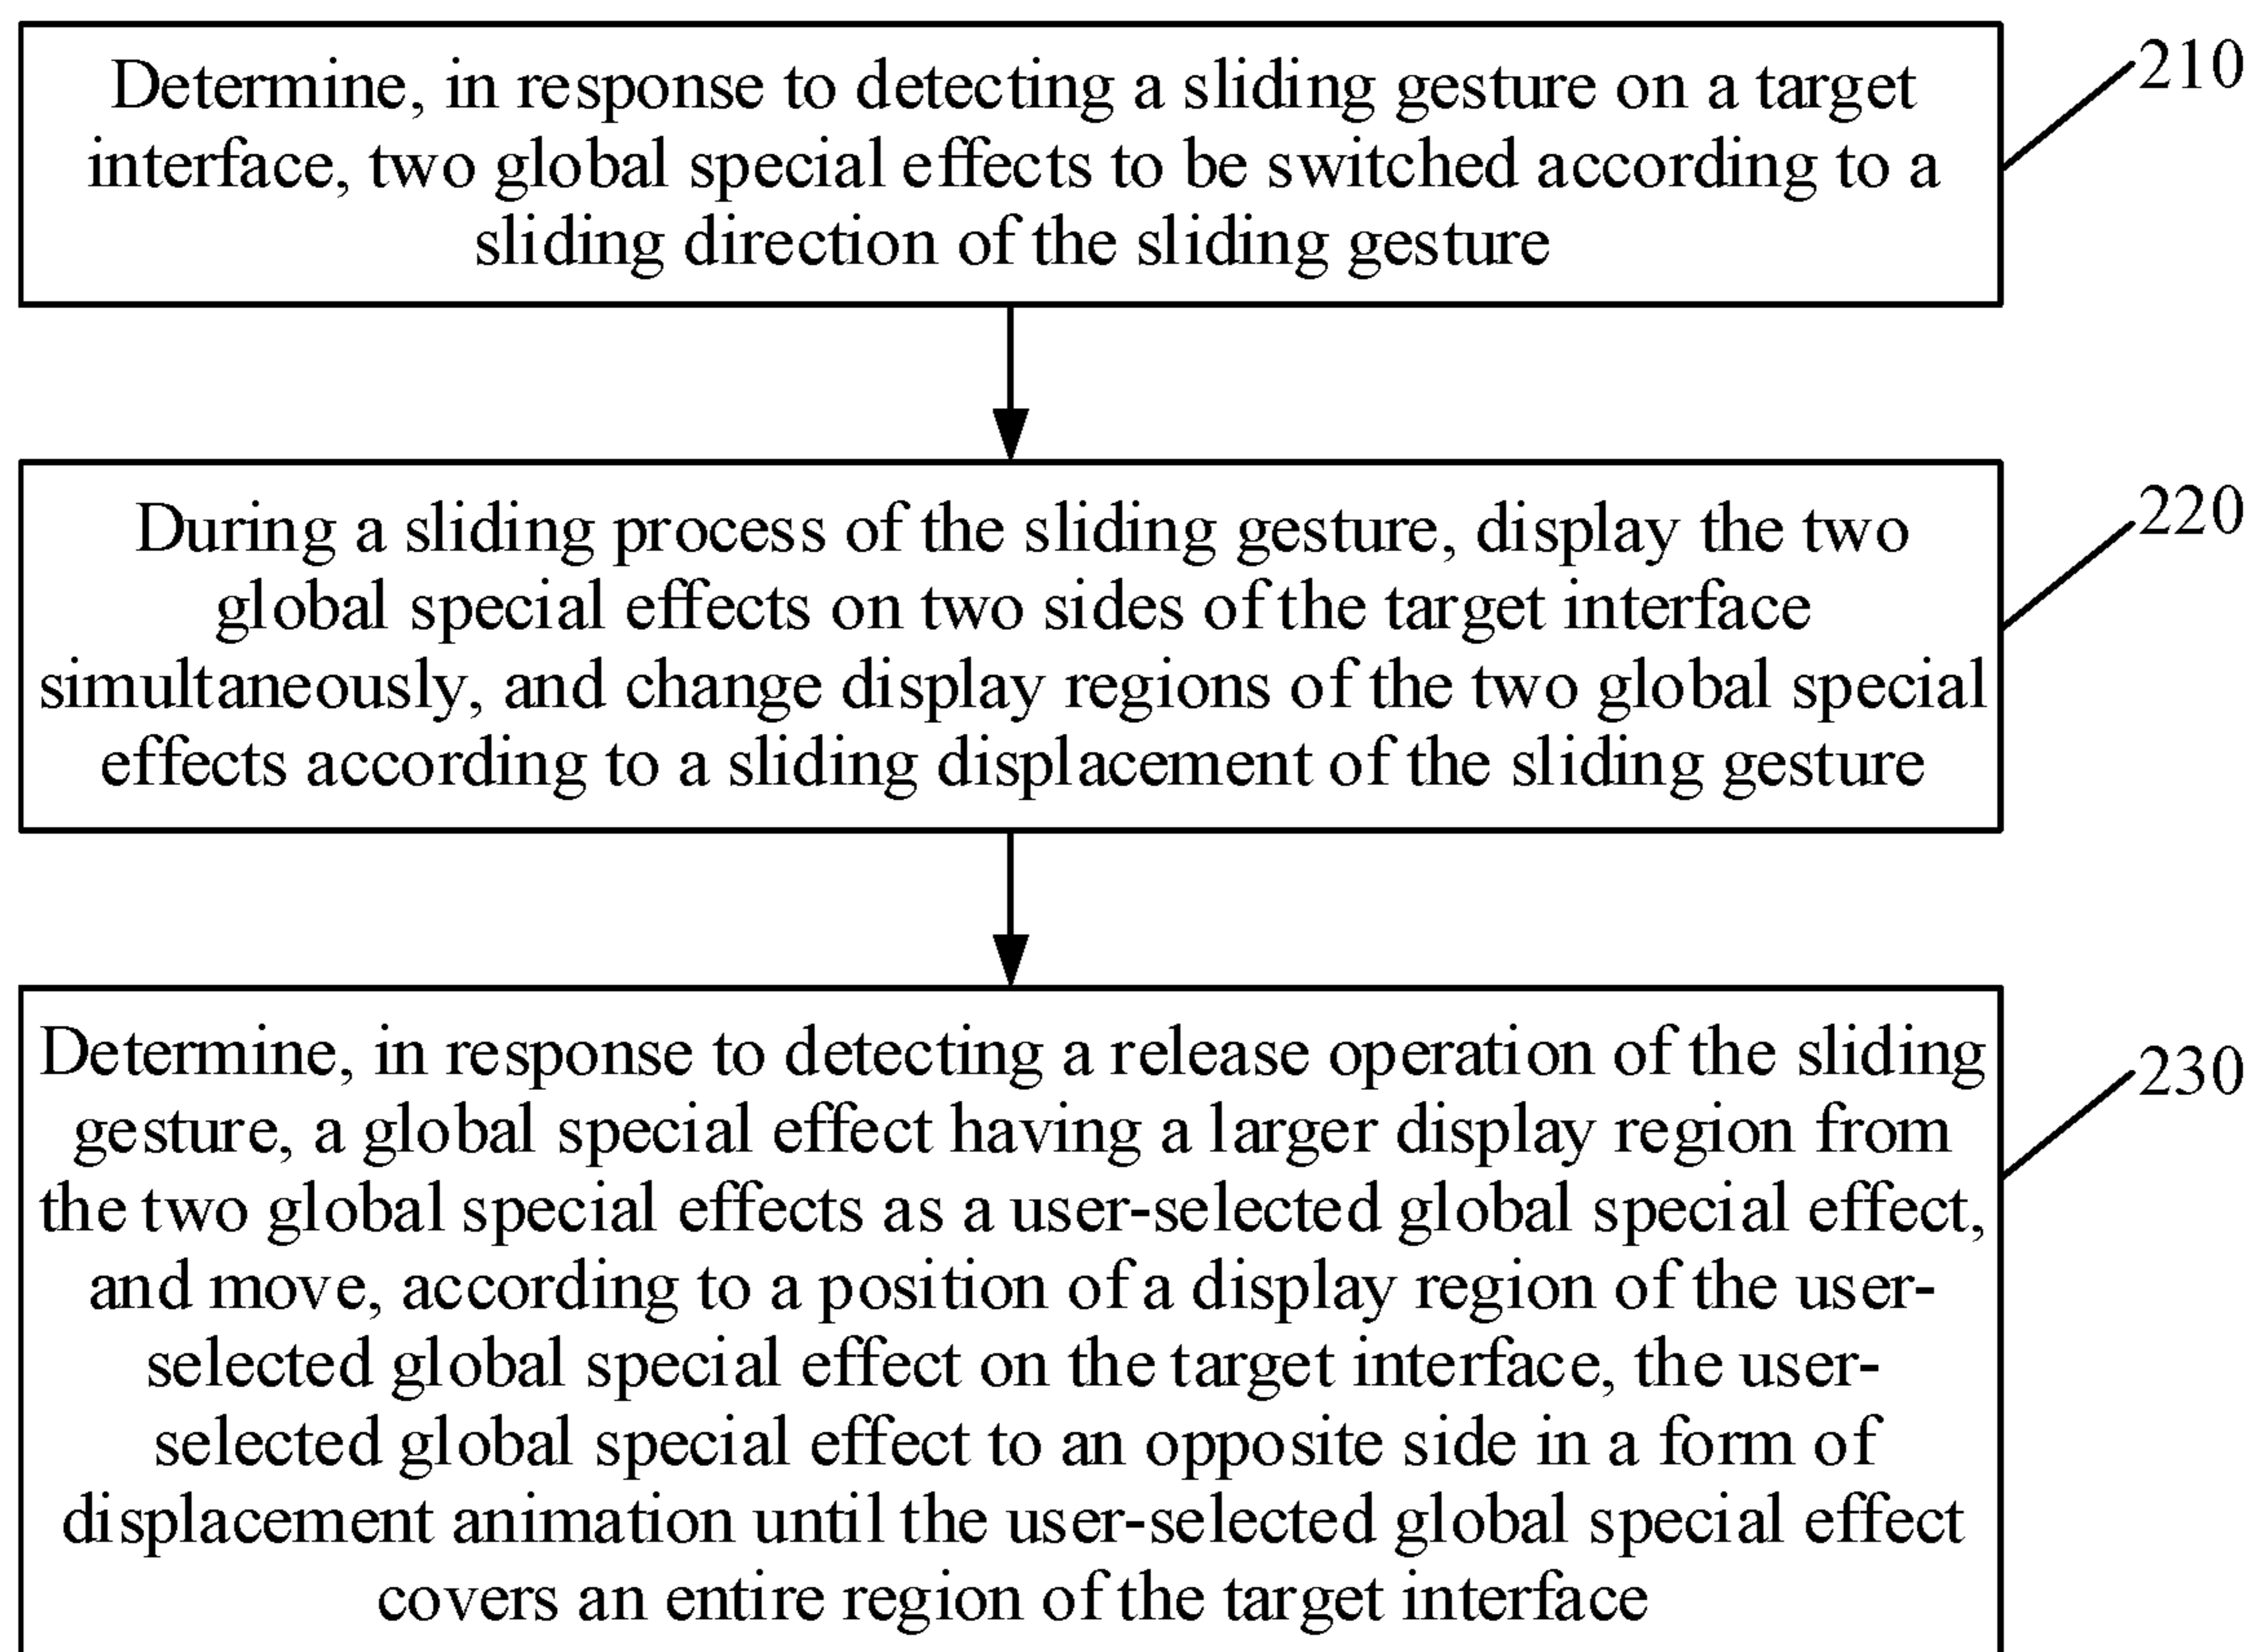 Determine, in response to detecting a sliding gesture on a target
interface, two global special effects to be switched according to a
sliding direction of the sliding gesture
210
During a sliding process of the sliding gesture, display the two
global special effects on two sides of the target interface
simultaneously, and change display regions of the two global special
effects according to a sliding displacement of the sliding gesture
220
Determine, in response to detecting a release operation of the sliding
gesture, a global special effect having a larger display region from
the two global special effects as a user-selected global special effect,
and move, according to a position of a display region of the user-
selected global special effect on the target interface, the user-
selected global special effect to an opposite side in a form of
displacement animation until the user-selected global special effect
covers an entire region of the target interface
230